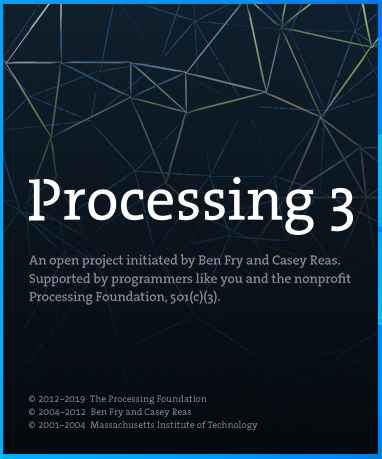 Processing 3
An open project initiated by Ben Fry and Casey Reas.
Supported by programmers like you and the nonprofit
Processing Foundation, 501(c)(3).
© 2012–2019 The Processing Foundation
© 2004–2012 Ben Fry and Casey Reas
© 2001–2004 Massachusetts Institute of Technology